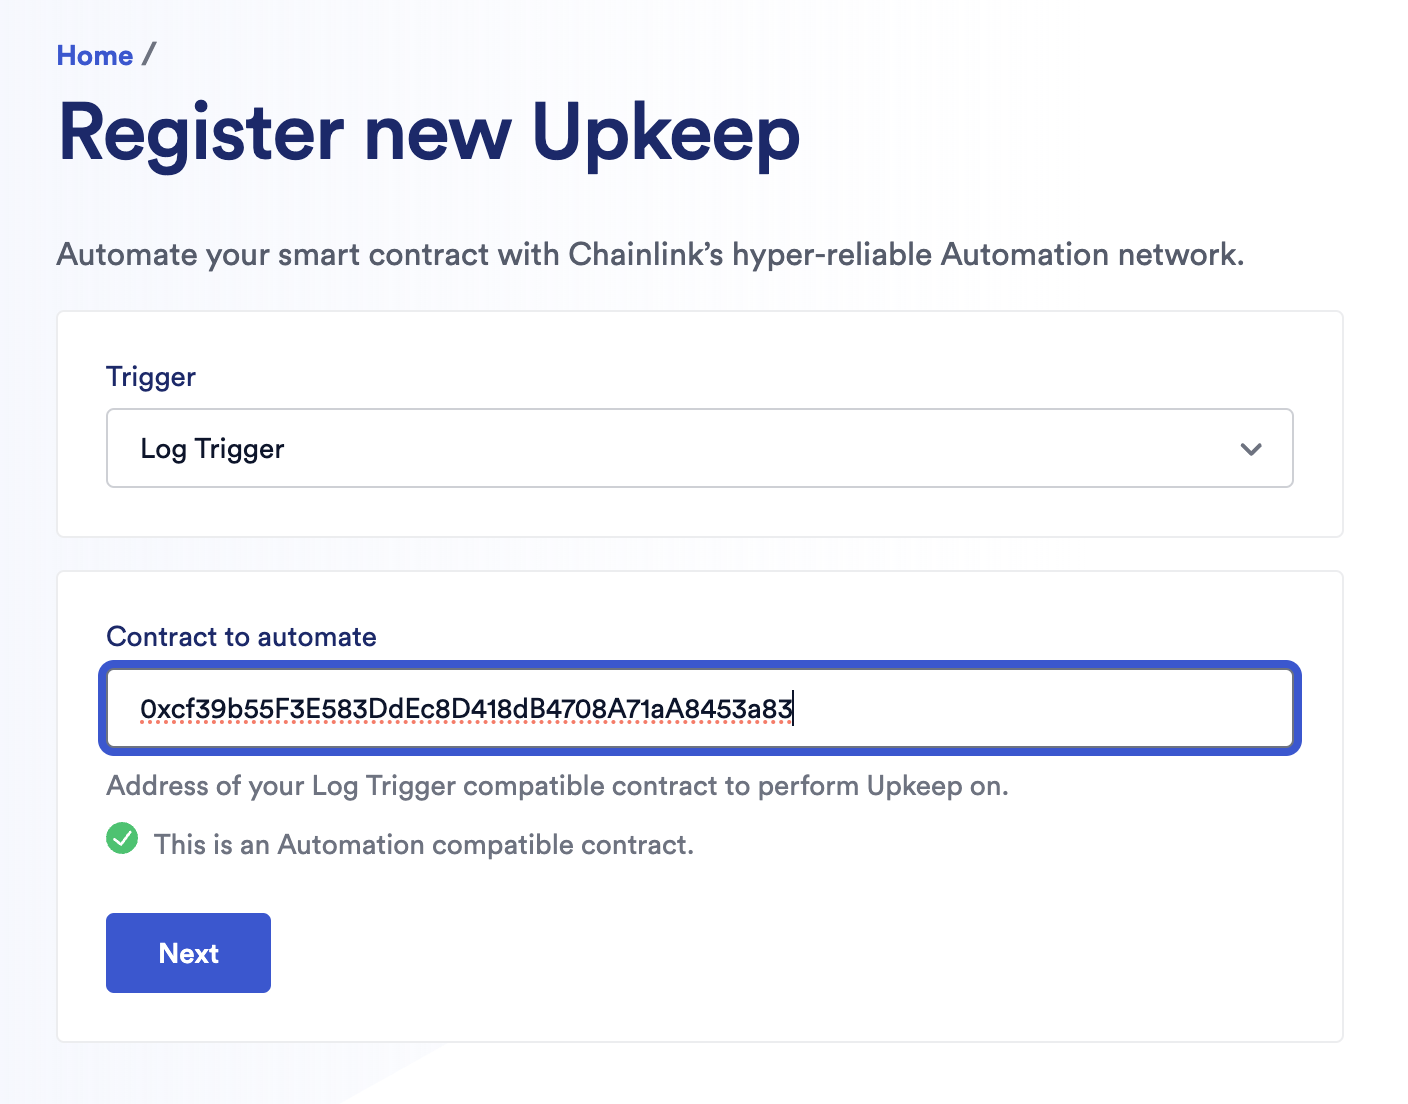 Home /
Register new Upkeep
Automate your smart contract with Chainlink’s hyper-reliable Automation network.
Trigger
Log Trigger
Contract to automate
0xcf39b55F3E583DdEc8D418dB4708A71aA8453a83
Address of your Log Trigger compatible contract to perform Upkeep on.
This is an Automation compatible contract.
Next